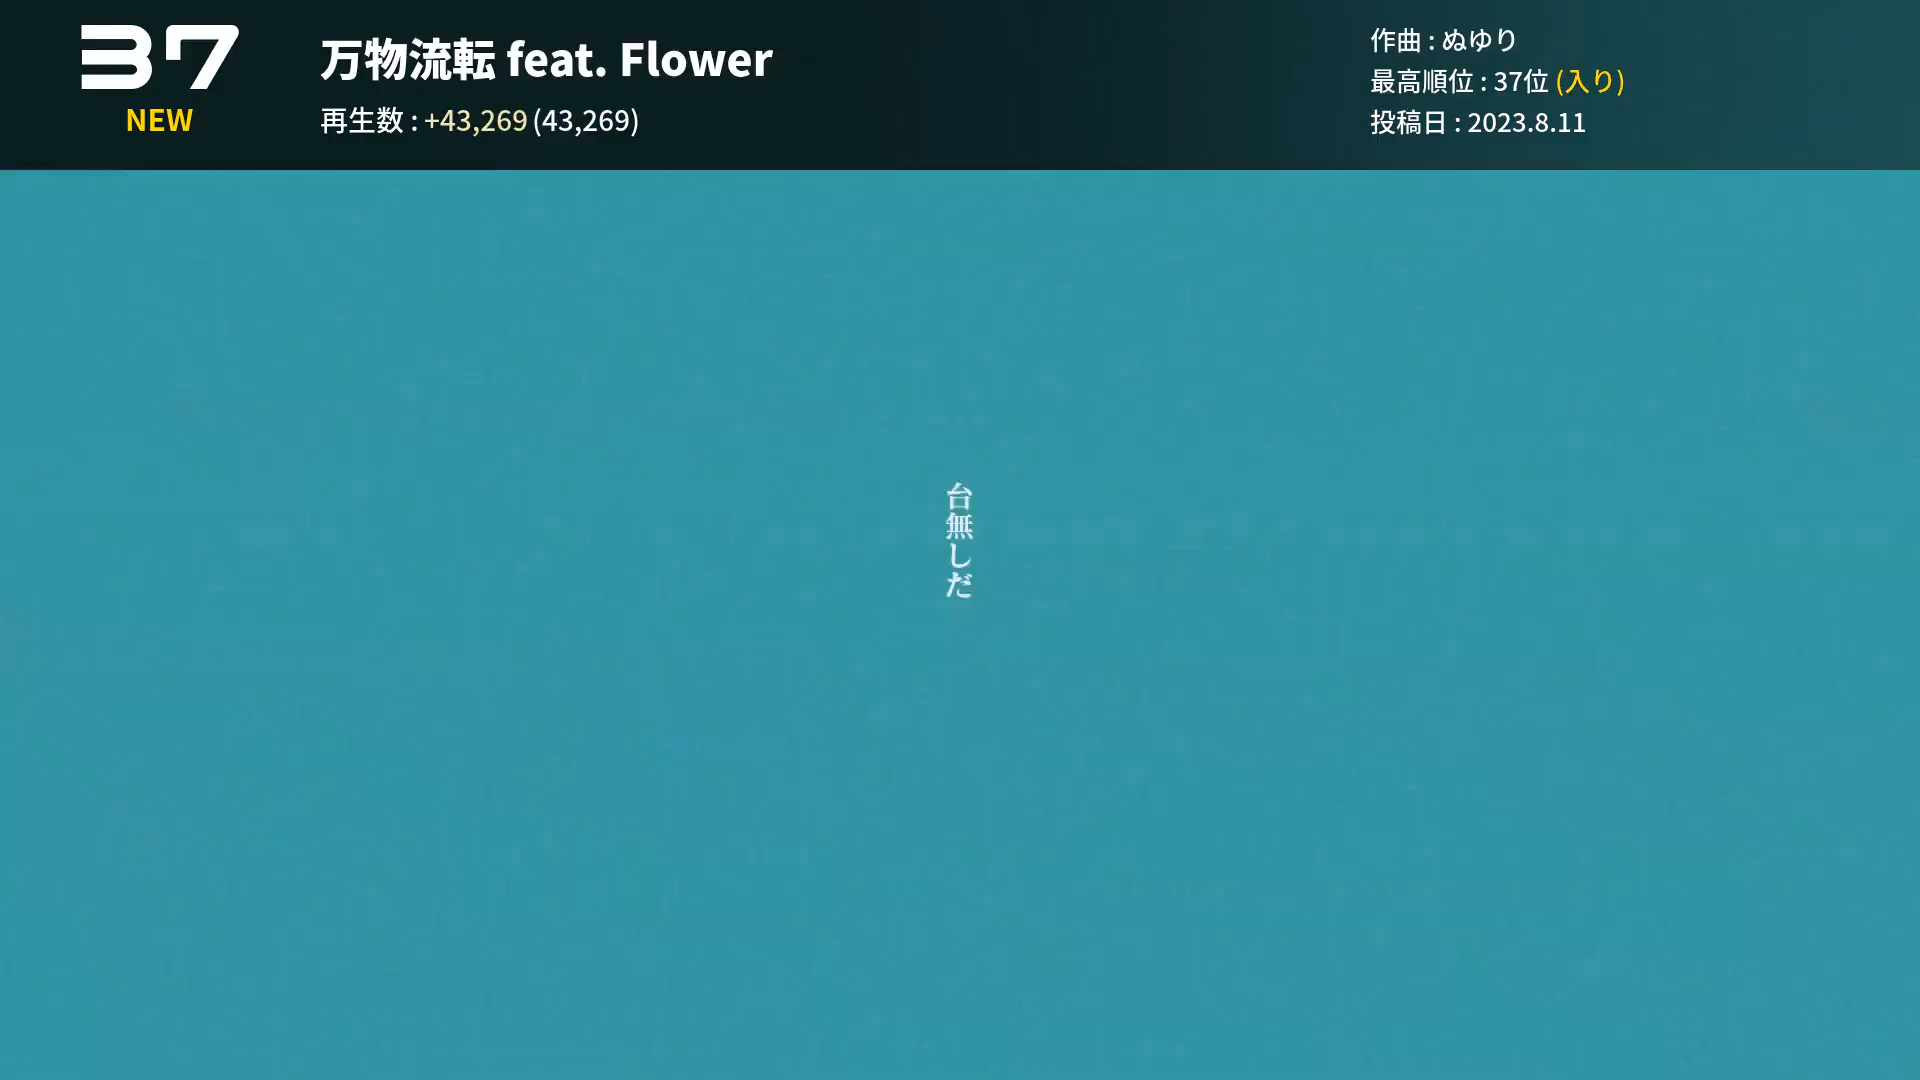 37
NEW
万物流転 feat. Flower
再生数 : +43,269 (43,269)
作曲 : ぬゆり
最高順位 : 37位 (入り)
投稿日 : 2023.8.11
台無しだ